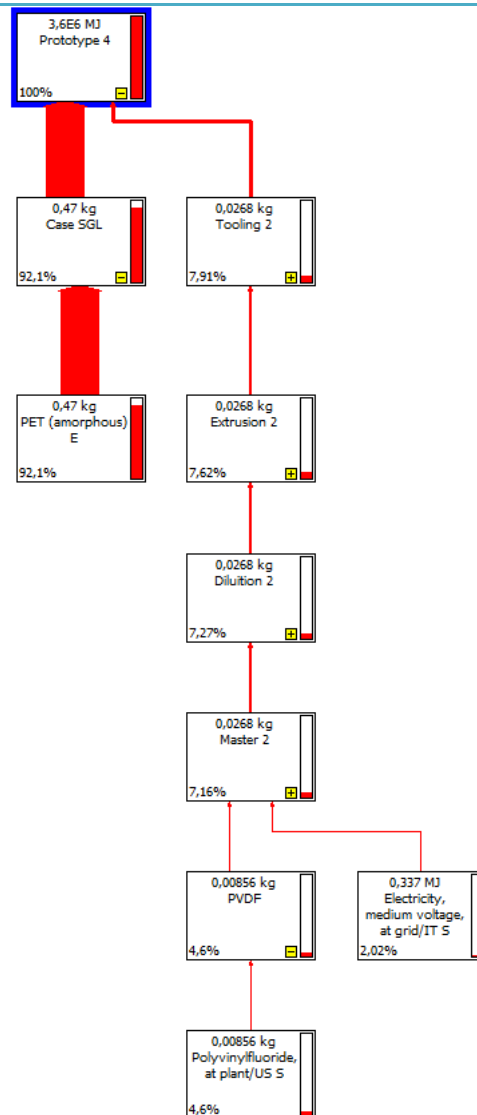 3,6E6 MJ
Prototype 4
100%
0,47 kg
Case SGL
92,1%
0,0268 kg
Tooling 2
7,91%
0,47 kg
PET (amorphous)
E
92,1%
0,0268 kg
Extrusion 2
7,62%
0,0268 kg
Diluition 2
7,27%
0,0268 kg
Master 2
7,16%
0,00856 kg
PVDF
4,6%
0,337 MJ
Electricity,
medium voltage,
at grid/IT S
2,02%
0,00856 kg
Polyvinylfluoride,
at plant/US S
4,6%